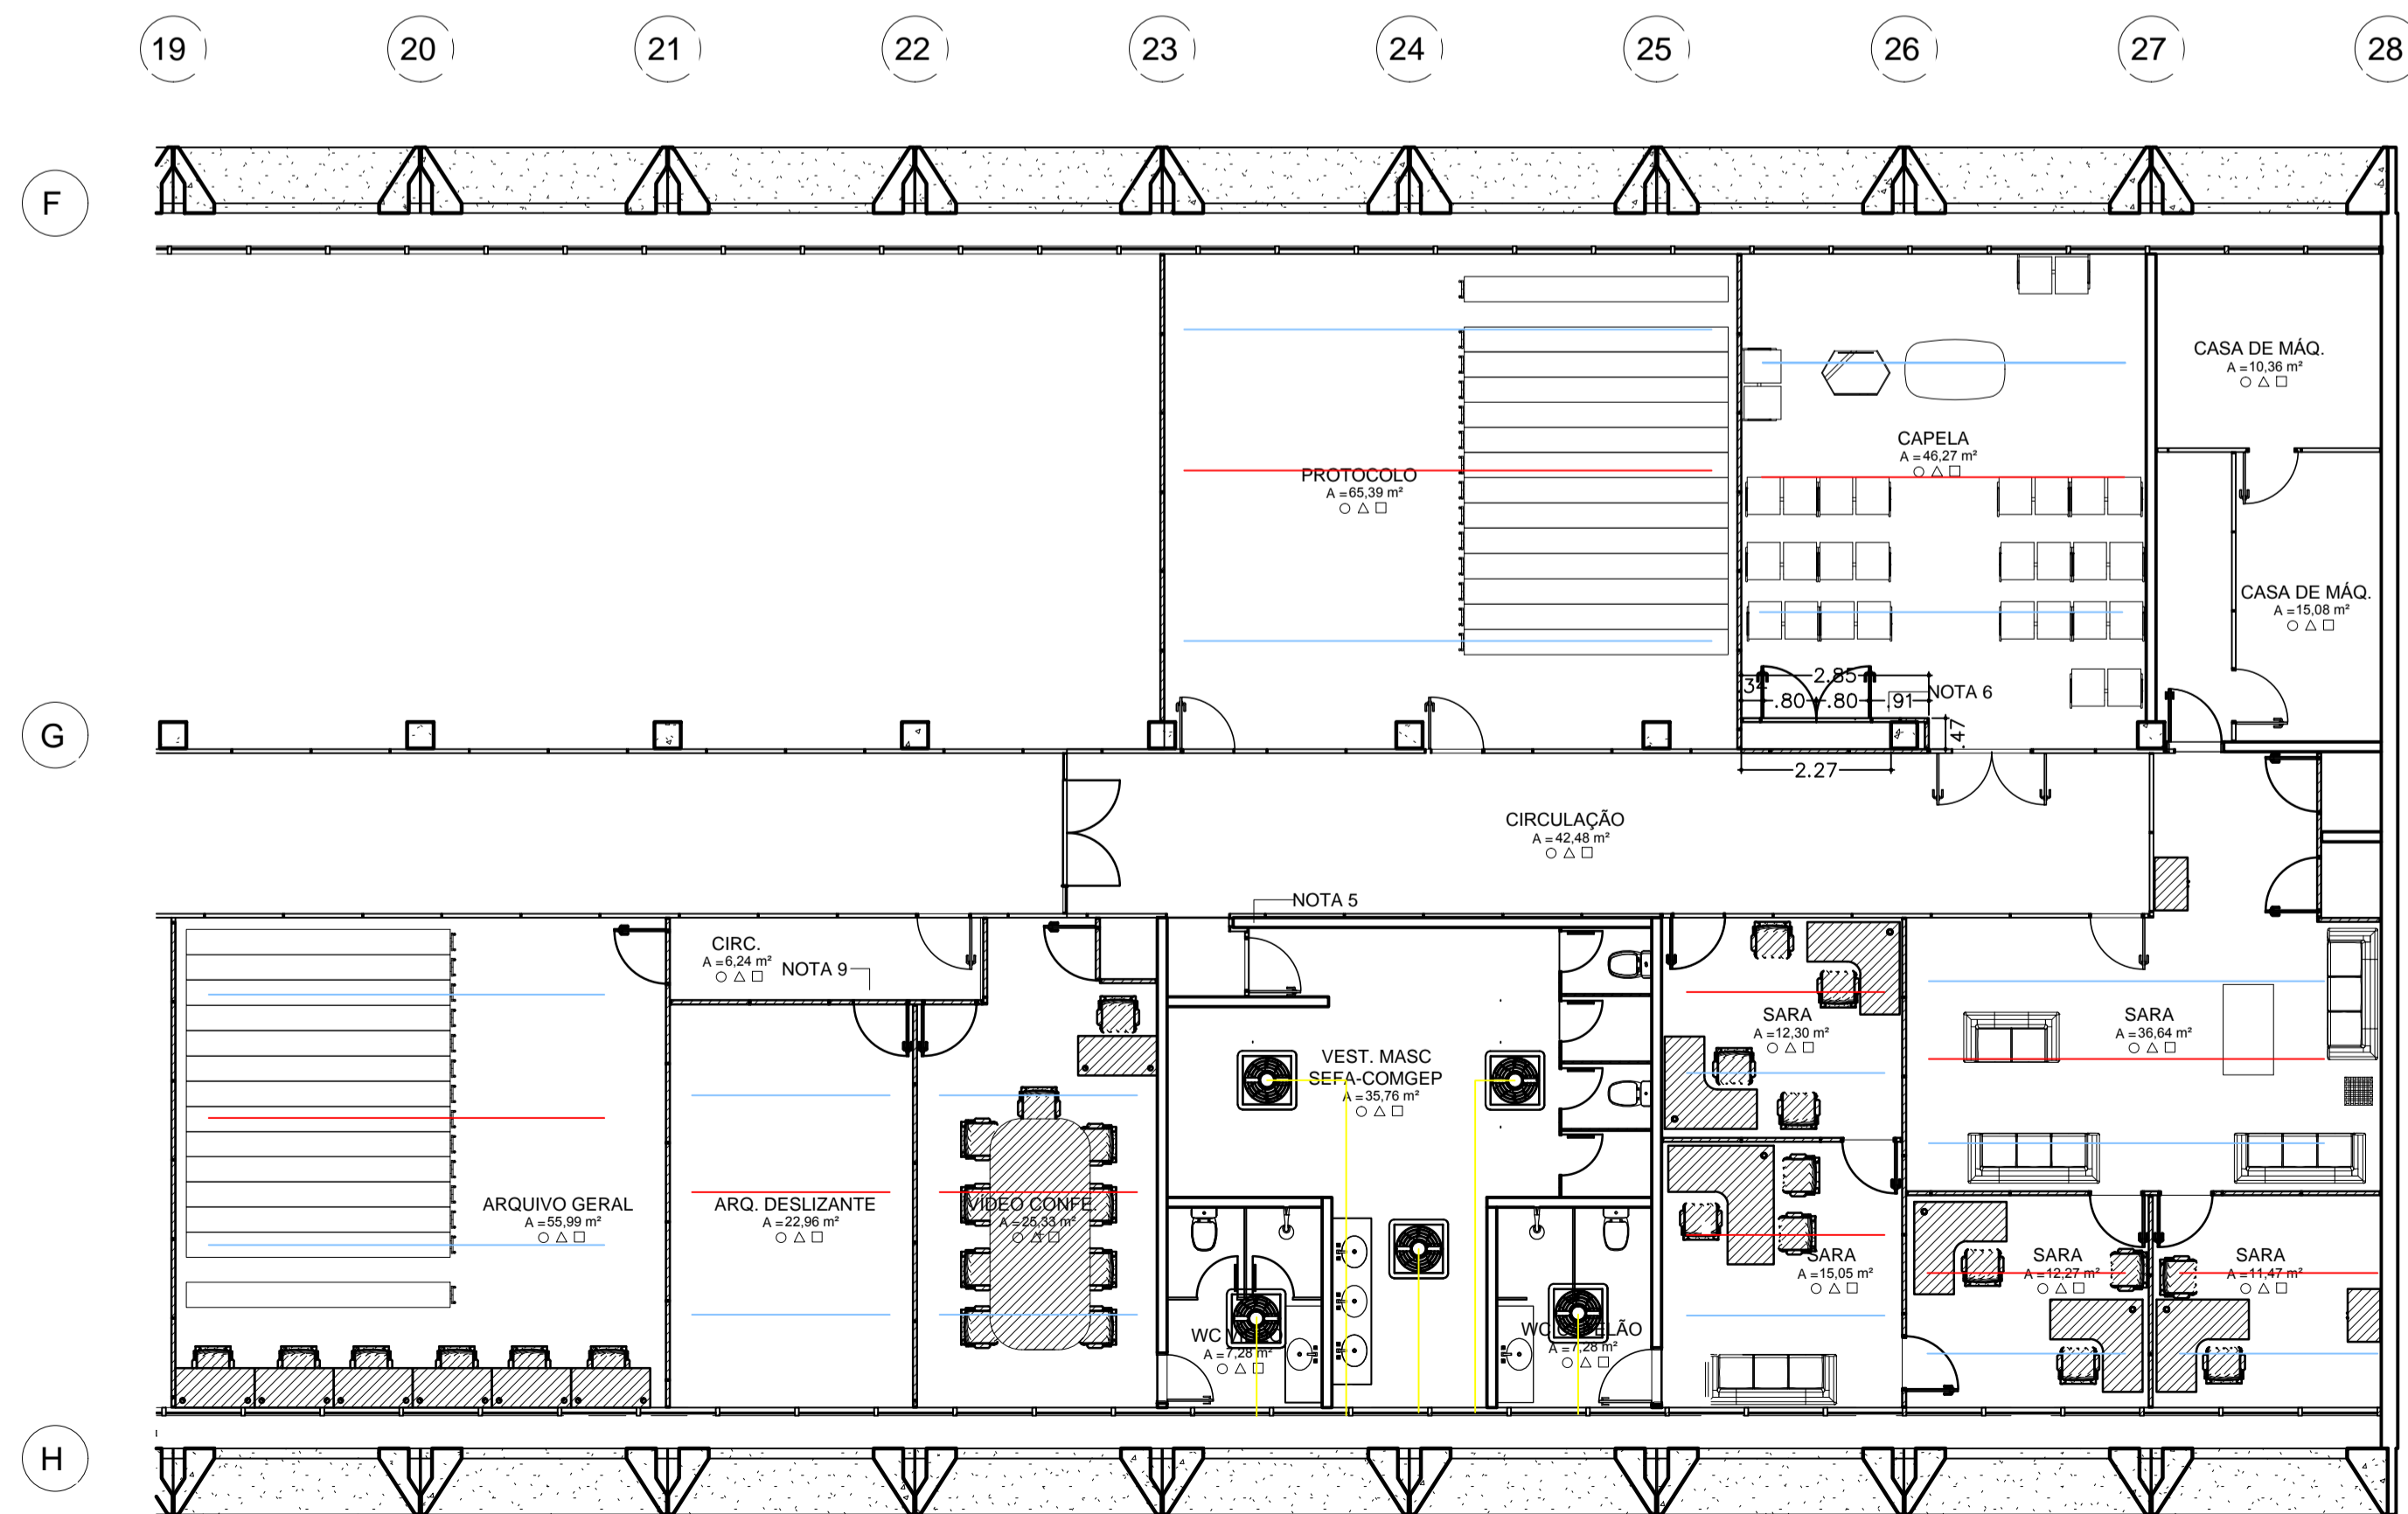 19 20 21 22 23 24 25 26 27 28
F
CASA DE MÁQ.
A =10,36 m²
CAPELA
A =46,27 m²
PROTOCOLO
A =65,39 m²
CASA DE MÁQ.
A =15,08 m²
2.85
.34
.80 .80 .91
NOTA 6
.47
G
2.27
CIRCULAÇÃO
A =42,48 m²
NOTA 5
CIRC.
A =6,24 m²
NOTA 9
SARA
A =12,30 m²
SARA
A =36,64 m²
VEST. MASC
SEFA-COMGEP
A =35,76 m²
ARQUIVO GERAL
A =55,99 m²
ARQ. DESLIZANTE
A =22,96 m²
VÍDEO CONFE.
A =25,33 m²
SARA
A =15,05 m²
SARA
A =12,27 m²
SARA
A =11,47 m²
WC
A =7,28 m²
WC
A =7,28 m²
H